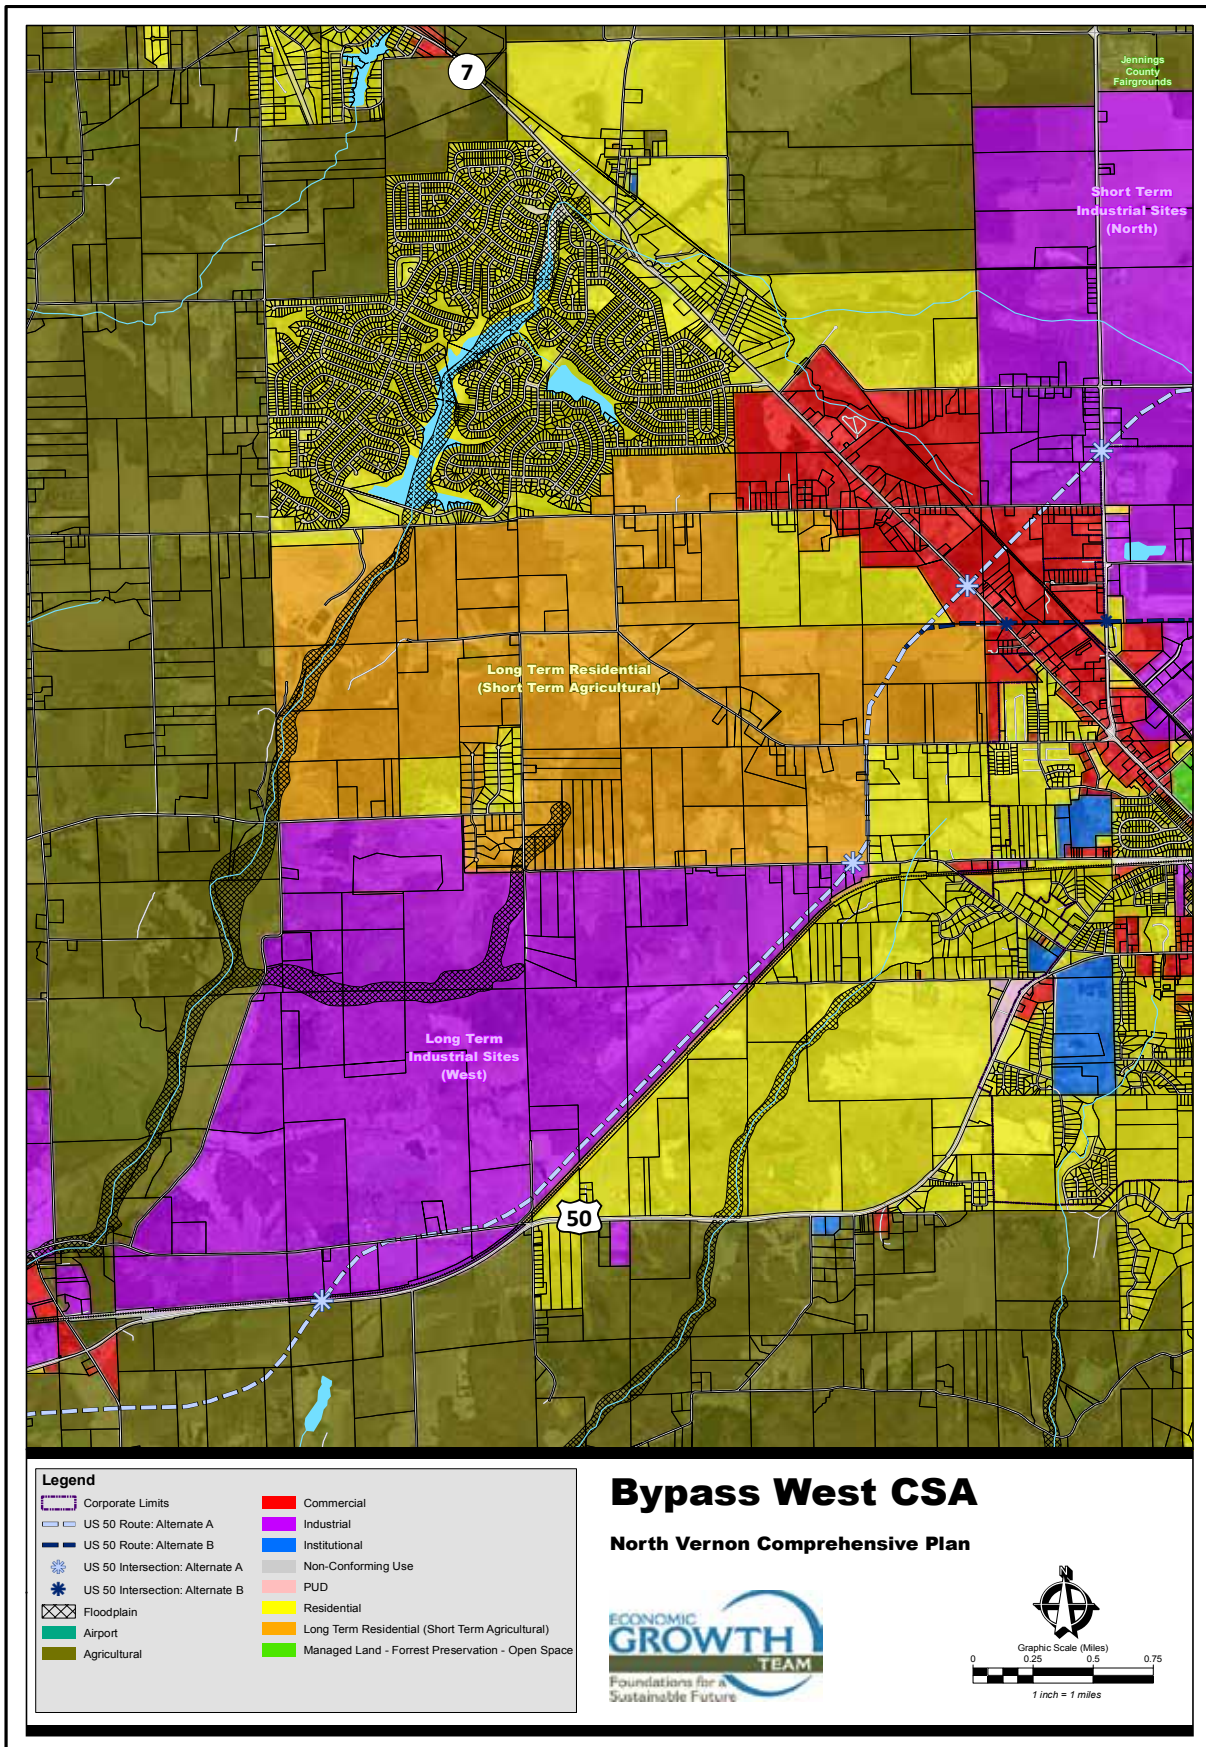 7
Jennings
County
Fairgrounds
Short Term
Industrial Sites
(North)
Long Term Residential
(Short Term Agricultural)
Long Term
Industrial Sites
(West)
50
Legend
Corporate Limits
US 50 Route: Alternate A
US 50 Route: Alternate B
US 50 Intersection: Alternate A
US 50 Intersection: Alternate B
Floodplain
Airport
Agricultural
Commercial
Industrial
Institutional
Non-Conforming Use
PUD
Residential
Long Term Residential (Short Term Agricultural)
Managed Land - Forrest Preservation - Open Space
Bypass West CSA
North Vernon Comprehensive Plan
ECONOMIC
GROWTH
TEAM
Foundations for a
Sustainable Future
N
Graphic Scale (Miles)
0 0.25 0.5 0.75
1 inch = 1 miles